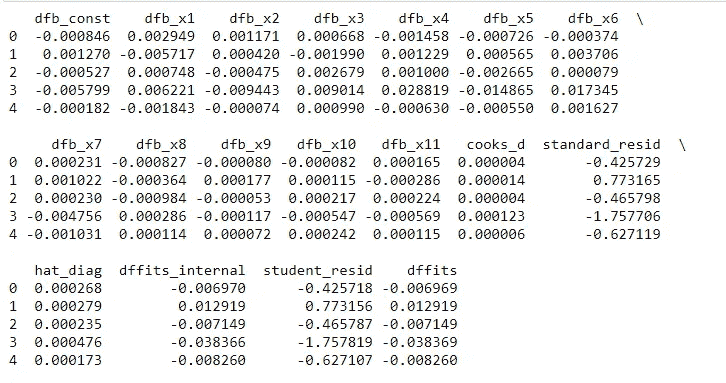 dfb_const dfb_x1 dfb_x2 dfb_x3 dfb_x4 dfb_x5 dfb_x6 \
0 -0.000846 0.002949 0.001171 0.000668 -0.001458 -0.000726 -0.000374
1 0.001270 -0.005717 0.000420 -0.001990 0.001229 0.000565 0.003706
2 -0.000527 0.000748 -0.000475 0.002679 0.001000 -0.002665 0.000079
3 -0.005799 0.006221 -0.009443 0.009014 0.028819 -0.014865 0.017345
4 -0.000182 -0.001843 -0.000074 0.000990 -0.000630 -0.000550 0.001627
dfb_x7 dfb_x8 dfb_x9 dfb_x10 dfb_x11 cooks_d standard_resid \
0 0.000231 -0.000827 -0.000080 -0.000082 0.000165 0.000004 -0.425729
1 0.001022 -0.000364 0.000177 0.000115 -0.000286 0.000014 0.773165
2 0.000230 -0.000984 -0.000053 0.000217 0.000224 0.000004 -0.465798
3 -0.004756 0.000286 -0.000117 -0.000547 -0.000569 0.000123 -1.757706
4 -0.001031 0.000114 0.000072 0.000242 0.000115 0.000006 -0.627119
hat_diag dffits_internal student_resid dffits
0 0.000268 -0.006970 -0.425718 -0.006969
1 0.000279 0.012919 0.773156 0.012919
2 0.000235 -0.007149 -0.465787 -0.007149
3 0.000476 -0.038366 -1.757819 -0.038369
4 0.000173 -0.008260 -0.627107 -0.008260